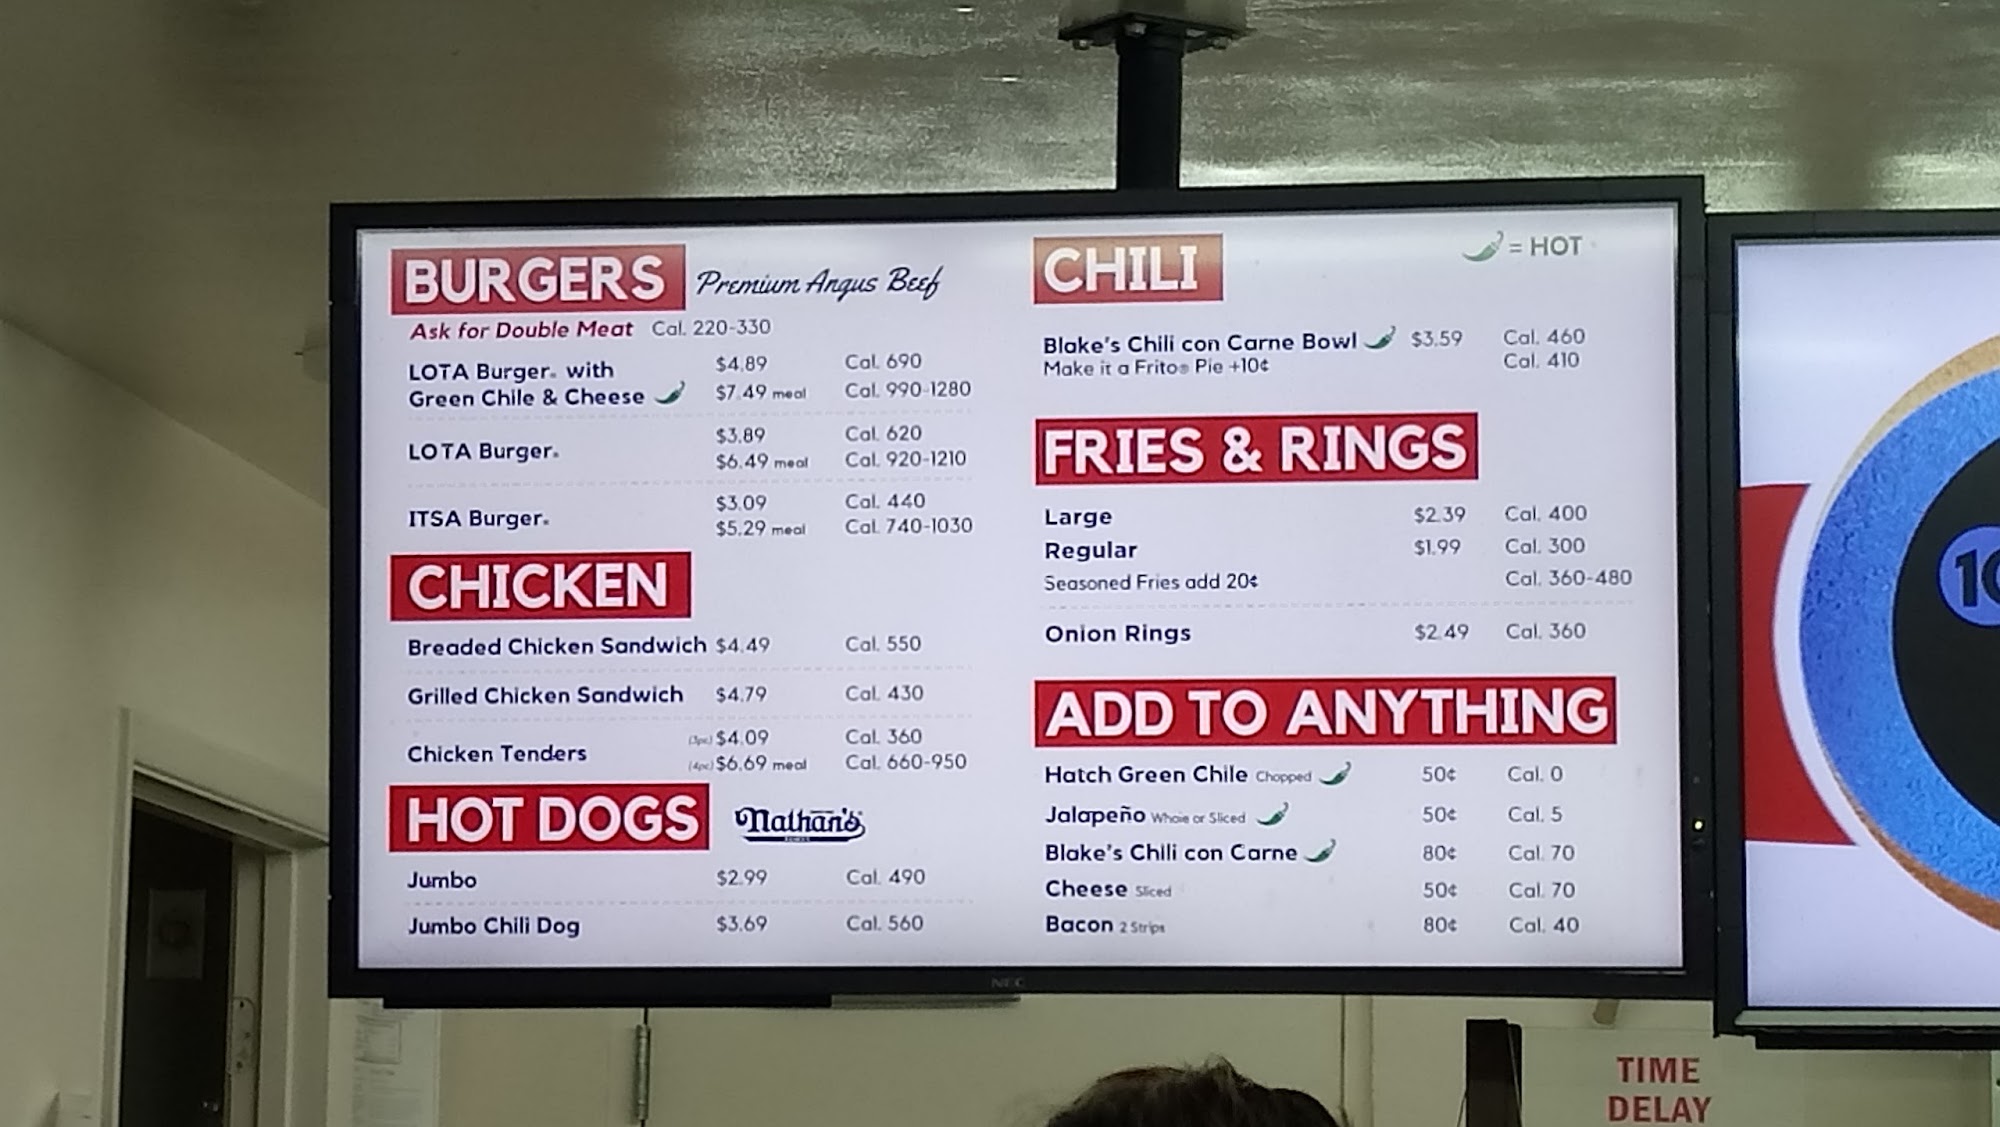 BURGERS Premium Angus Beef
Ask for Double Meat Cal. 220-330
LOTA Burger® with $4.89 Cal. 690
Green Chile & Cheese $7.49 meal Cal. 990-1280
LOTA Burger® $3.89 Cal. 620
$6.49 meal Cal. 920-1210
ITSA Burger® $3.09 Cal. 440
$5.29 meal Cal. 740-1030
CHICKEN
Breaded Chicken Sandwich $4.49 Cal. 550
Grilled Chicken Sandwich $4.79 Cal. 430
Chicken Tenders (3pc) $4.09 Cal. 360
(4pc) $6.69 meal Cal. 660-950
HOT DOGS Nathan's
Jumbo $2.99 Cal. 490
Jumbo Chili Dog $3.69 Cal. 560
CHILI
= HOT
Blake's Chili con Carne Bowl $3.59 Cal. 460
Make it a Frito® Pie +10¢ Cal. 410
FRIES & RINGS
Large $2.39 Cal. 400
Regular $1.99 Cal. 300
Seasoned Fries add 20¢ Cal. 360-480
Onion Rings $2.49 Cal. 360
ADD TO ANYTHING
Hatch Green Chile Chopped 50¢ Cal. 0
Jalapeño Whole or Sliced 50¢ Cal. 5
Blake's Chili con Carne 80¢ Cal. 70
Cheese Sliced 50¢ Cal. 70
Bacon 2 Strips 80¢ Cal. 40
NEC
TIME
DELAY